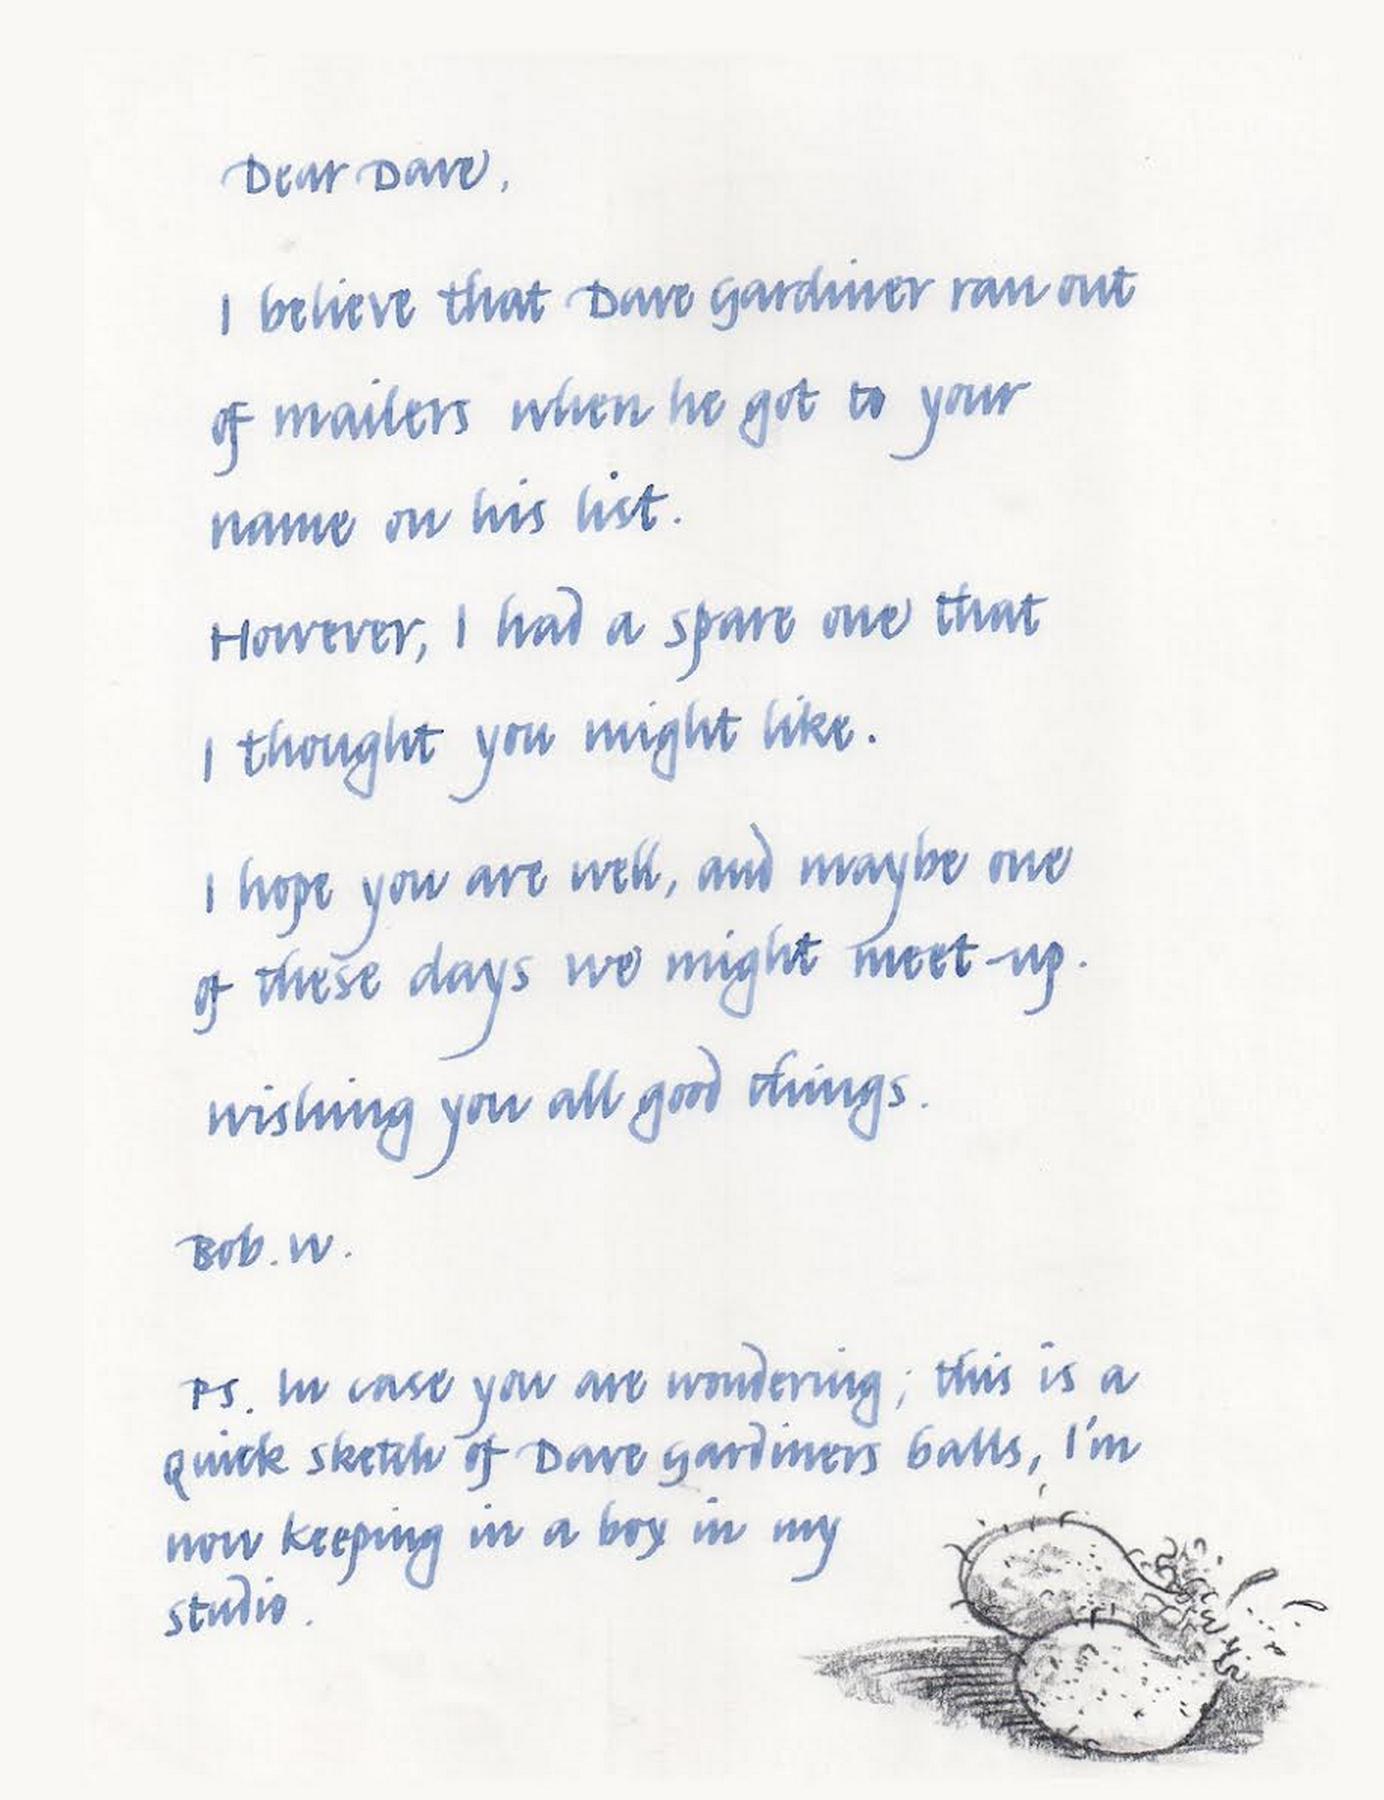 Dear Dave,
I believe that Dave Gardiner ran out
of mailers when he got to your
name on his list.
However, I had a spare one that
I thought you might like.
I hope you are well, and maybe one
of these days we might meet-up.
wishing you all good things.
Bob. W.
PS. In case you are wondering; this is a
quick sketch of Dave Gardiners balls, I'm
now keeping in a box in my
studio.